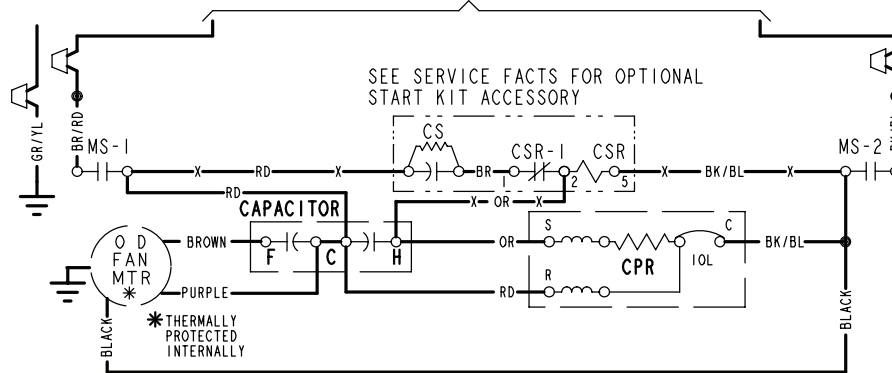 SEE SERVICE FACTS FOR OPTIONAL
START KIT ACCESSORY
GR/YL
BR/RD
MS-1
X
RD
X
CS
BR
1
CSR-1
2
CSR
5
X
BK/BL
X
MS-2
RD
X
OR
X
CAPACITOR
F
C
H
OD
FAN
MTR
*
BROWN
PURPLE
BLACK
* THERMALLY
PROTECTED
INTERNALLY
OR
S
CPR
IOL
C
BK/BL
RD
R
BLACK